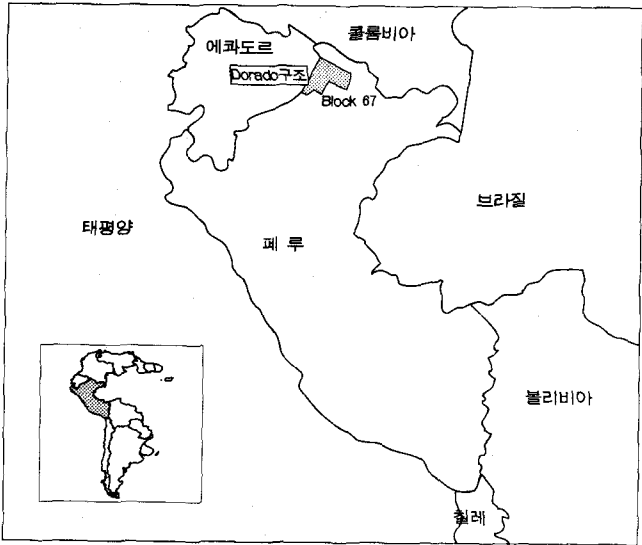 콜롬비아
에콰도르
Dorado구조
Block 67
브라질
태평양
페 루
볼리비아
칠레